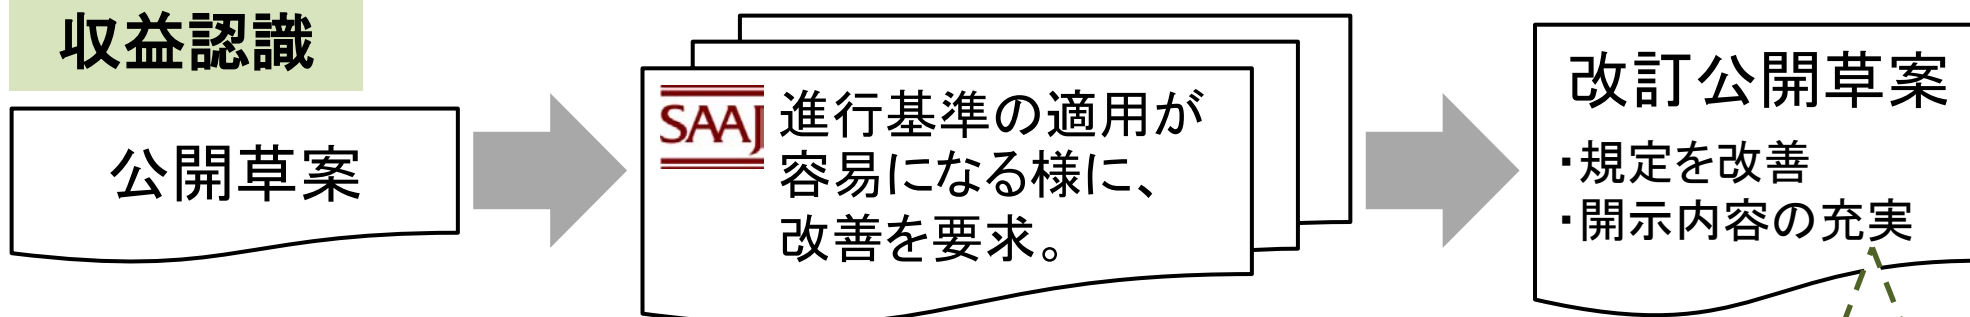 収益認識
公開草案
SAAJ
進行基準の適用が
容易になる様に、
改善を要求。
改訂公開草案
・規定を改善
・開示内容の充実